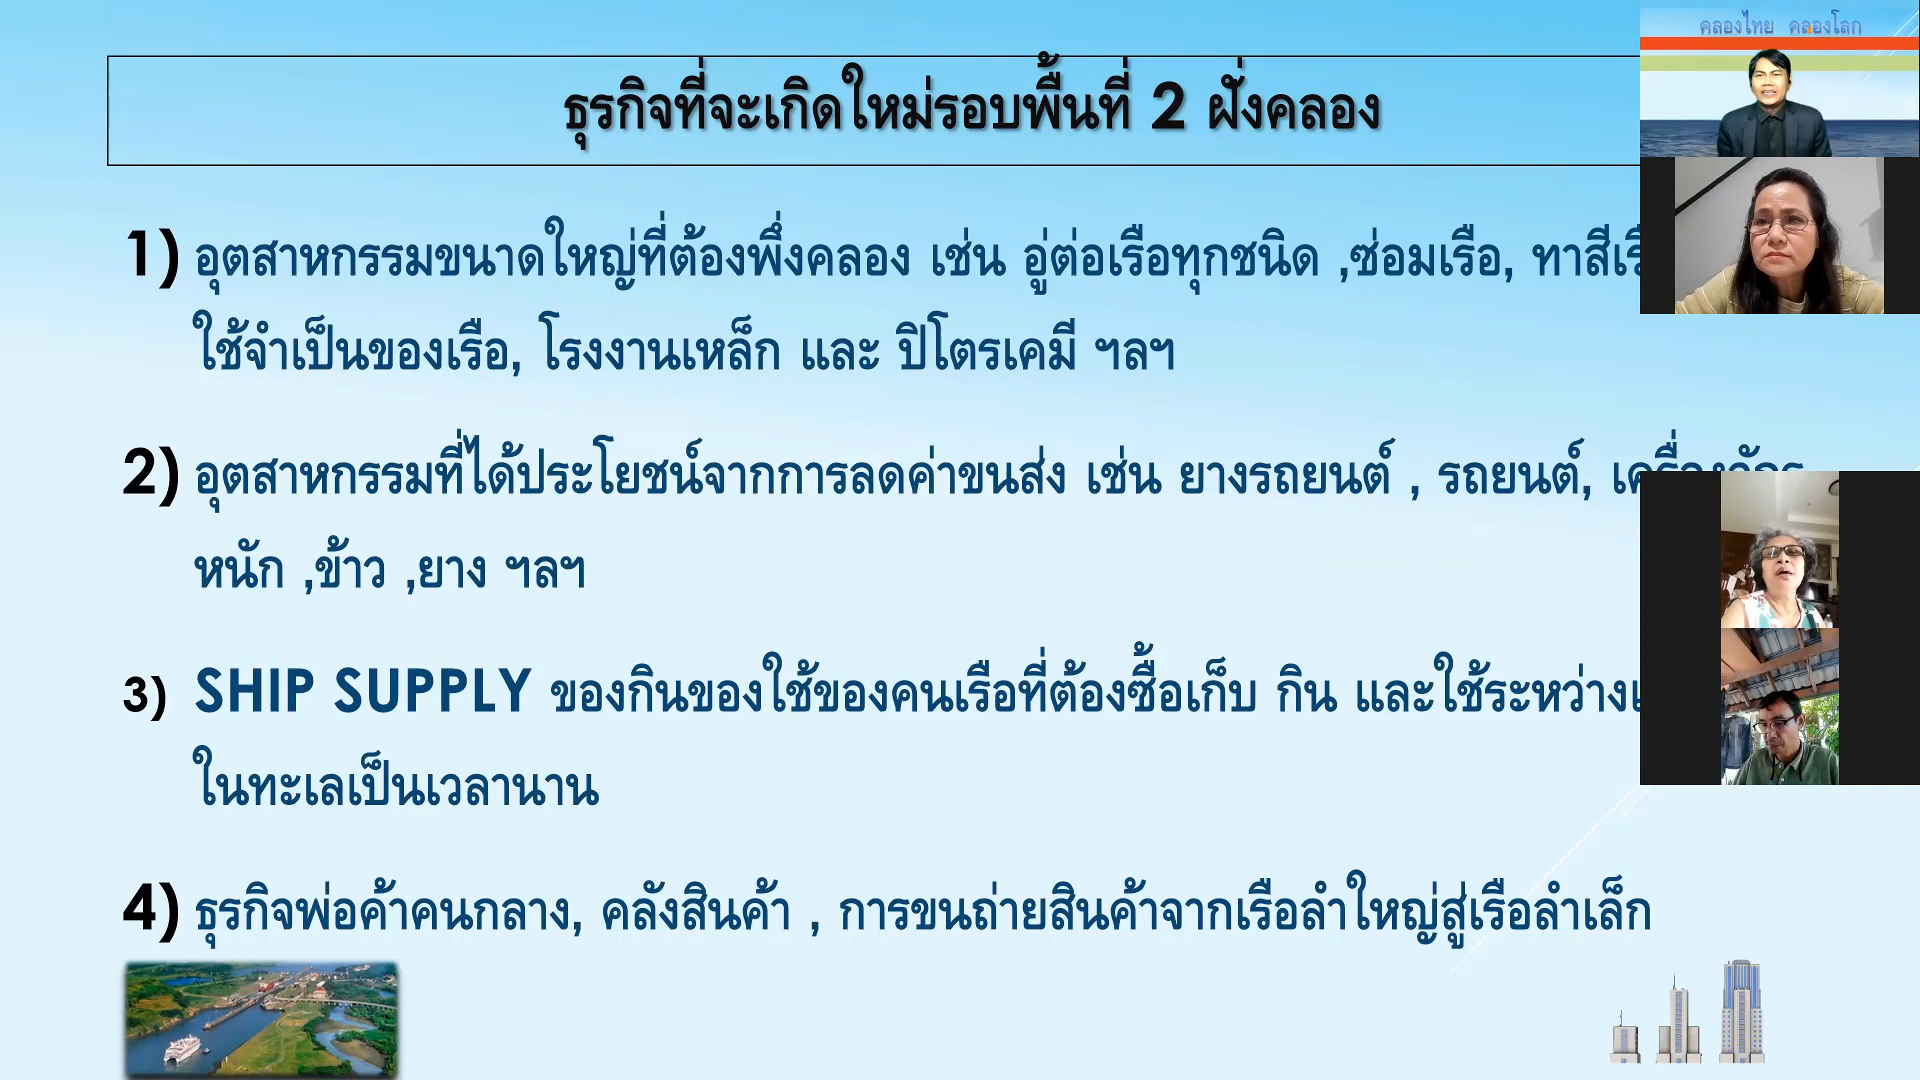 คลองไทย คลองโลก
ธุรกิจที่จะเกิดใหม่รอบพื้นที่ 2 ฝั่งคลอง
1) อุตสาหกรรมขนาดใหญ่ที่ต้องพึ่งคลอง เช่น อู่ต่อเรือทุกชนิด ,ซ่อมเรือ, ทาสีเรื
ใช้จำเป็นของเรือ, โรงงานเหล็ก และ ปิโตรเคมี ฯลฯ
2) อุตสาหกรรมที่ได้ประโยชน์จากการลดค่าขนส่ง เช่น ยางรถยนต์ , รถยนต์, เครื่องจักร
หนัก ,ข้าว ,ยาง ฯลฯ
3) SHIP SUPPLY ของกินของใช้ของคนเรือที่ต้องซื้อเก็บ กิน และใช้ระหว่าง
ในทะเลเป็นเวลานาน
4) ธุรกิจพ่อค้าคนกลาง, คลังสินค้า , การขนถ่ายสินค้าจากเรือลำใหญ่สู่เรือลำเล็ก